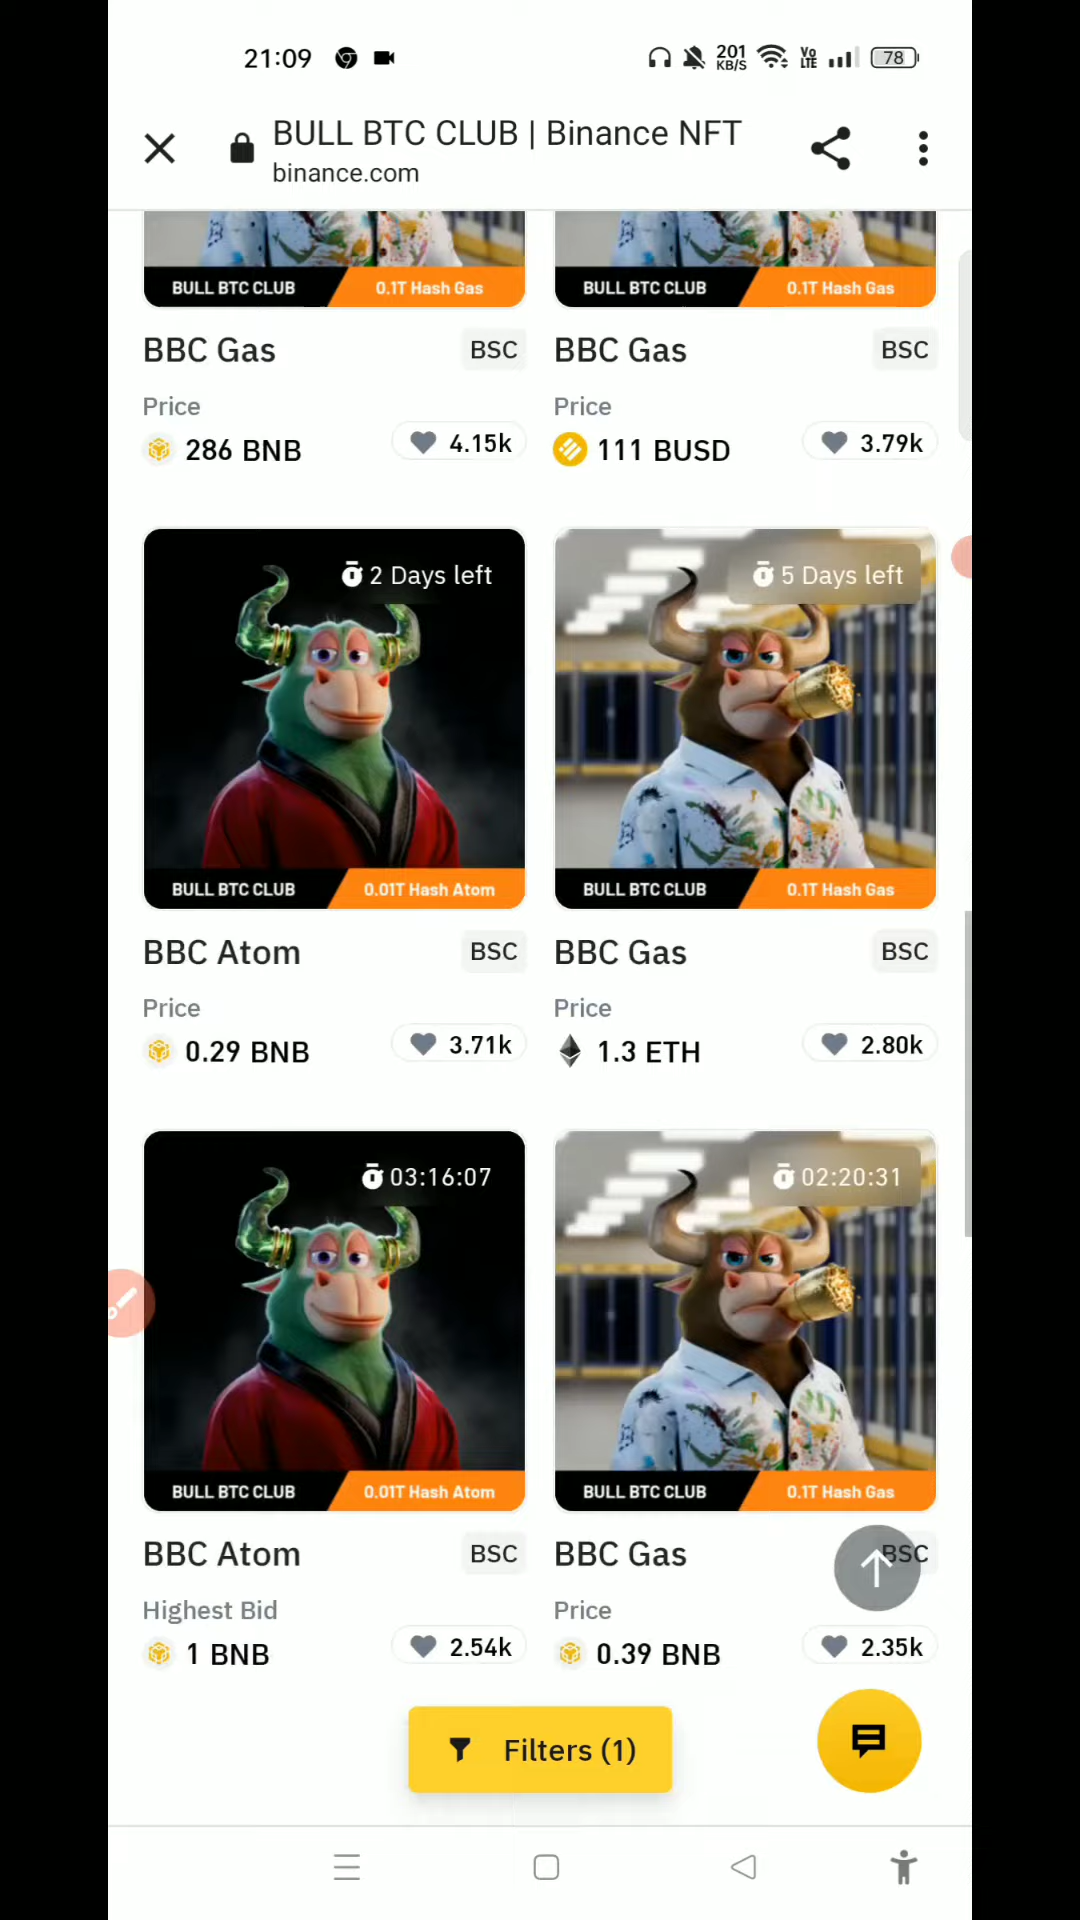 21:09
201
KB/S
Vo
LTE
78
BULL BTC CLUB | Binance NFT
binance.com
BULL BTC CLUB 0.1T Hash Gas
BULL BTC CLUB 0.1T Hash Gas
BBC Gas BSC
BBC Gas BSC
Price
Price
286 BNB 4.15k
111 BUSD 3.79k
2 Days left
5 Days left
BULL BTC CLUB 0.01T Hash Atom
BULL BTC CLUB 0.1T Hash Gas
BBC Atom BSC
BBC Gas BSC
Price
Price
0.29 BNB 3.71k
1.3 ETH 2.80k
03:16:07
02:20:31
BULL BTC CLUB 0.01T Hash Atom
BULL BTC CLUB 0.1T Hash Gas
BBC Atom BSC
BBC Gas BSC
Highest Bid
Price
1 BNB 2.54k
0.39 BNB 2.35k
Filters (1)